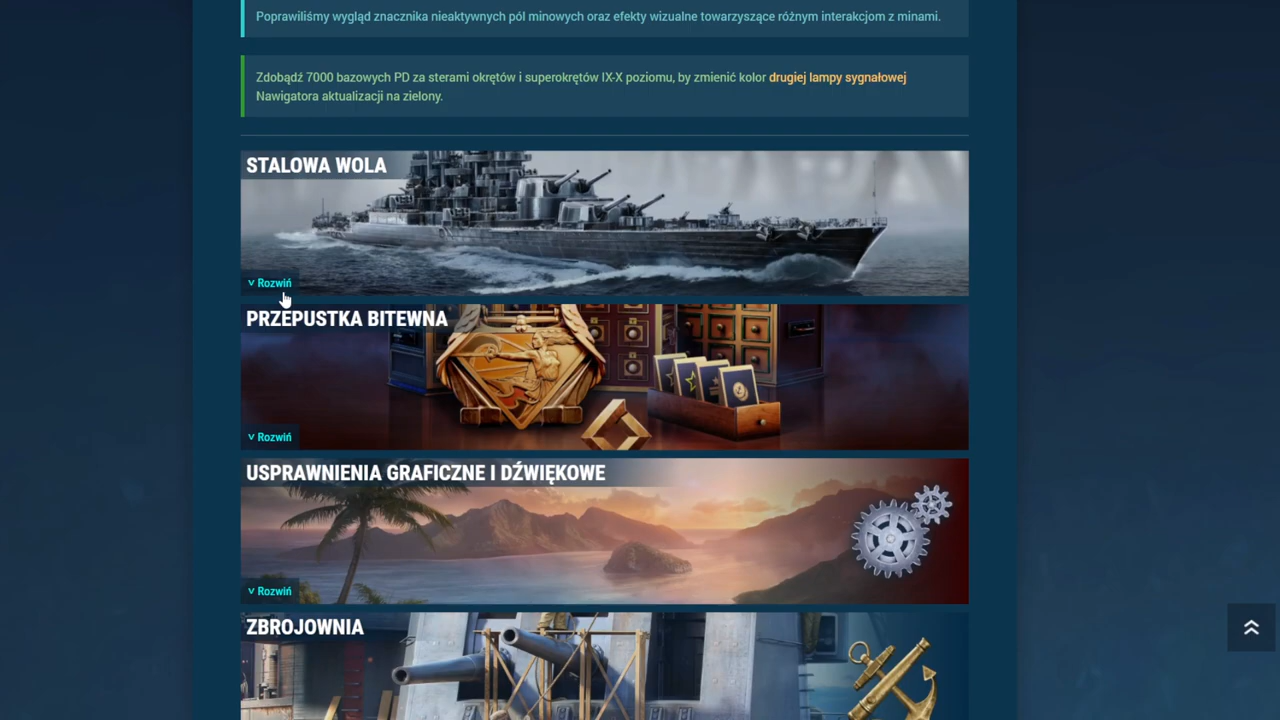 Poprawiliśmy wygląd znacznika nieaktywnych pól minowych oraz efekty wizualne towarzyszące różnym interakcjom z minami.
Zdobądź 7000 bazowych PD za sterami okrętów i superokrętów IX-X poziomu, by zmienić kolor drugiej lampy sygnałowej
Nawigatora aktualizacji na zielony.
STALOWA WOLA
˅ Rozwiń
PRZEPUSTKA BITEWNA
˅ Rozwiń
USPRAWNIENIA GRAFICZNE I DŹWIĘKOWE
˅ Rozwiń
ZBROJOWNIA